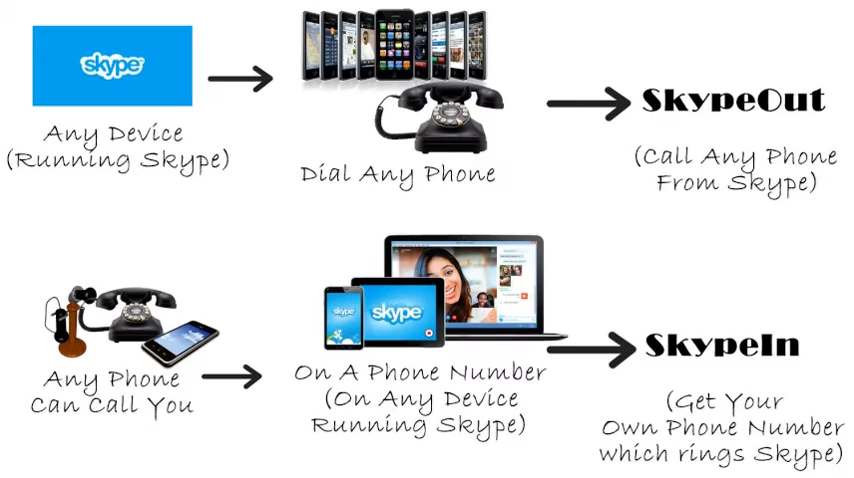 skype
Any Device
(Running Skype)
Dial Any Phone
SkypeOut
(Call Any Phone
From Skype)
Any Phone
Can Call You
skype
skype
On A Phone Number
(On Any Device
Running Skype)
SkypeIn
(Get Your
Own Phone Number
which rings Skype)